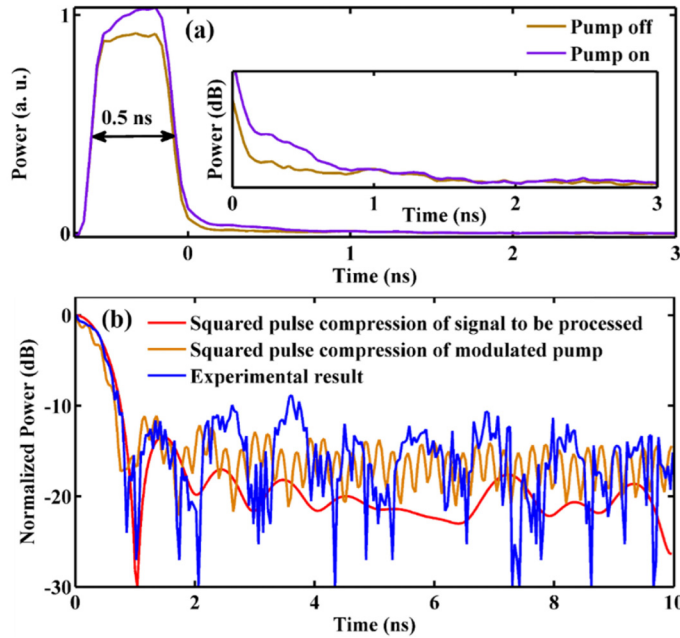 1
(a)
Pump off
Pump on
0.5 ns
Power (a. u.)
Power (dB)
0 1 2 3
Time (ns)
0
0 1 2 3
Time (ns)
0
(b)
Squared pulse compression of signal to be processed
Squared pulse compression of modulated pump
Experimental result
-10
Normalized Power (dB)
-20
-30
0 2 4 6 8 10
Time (ns)